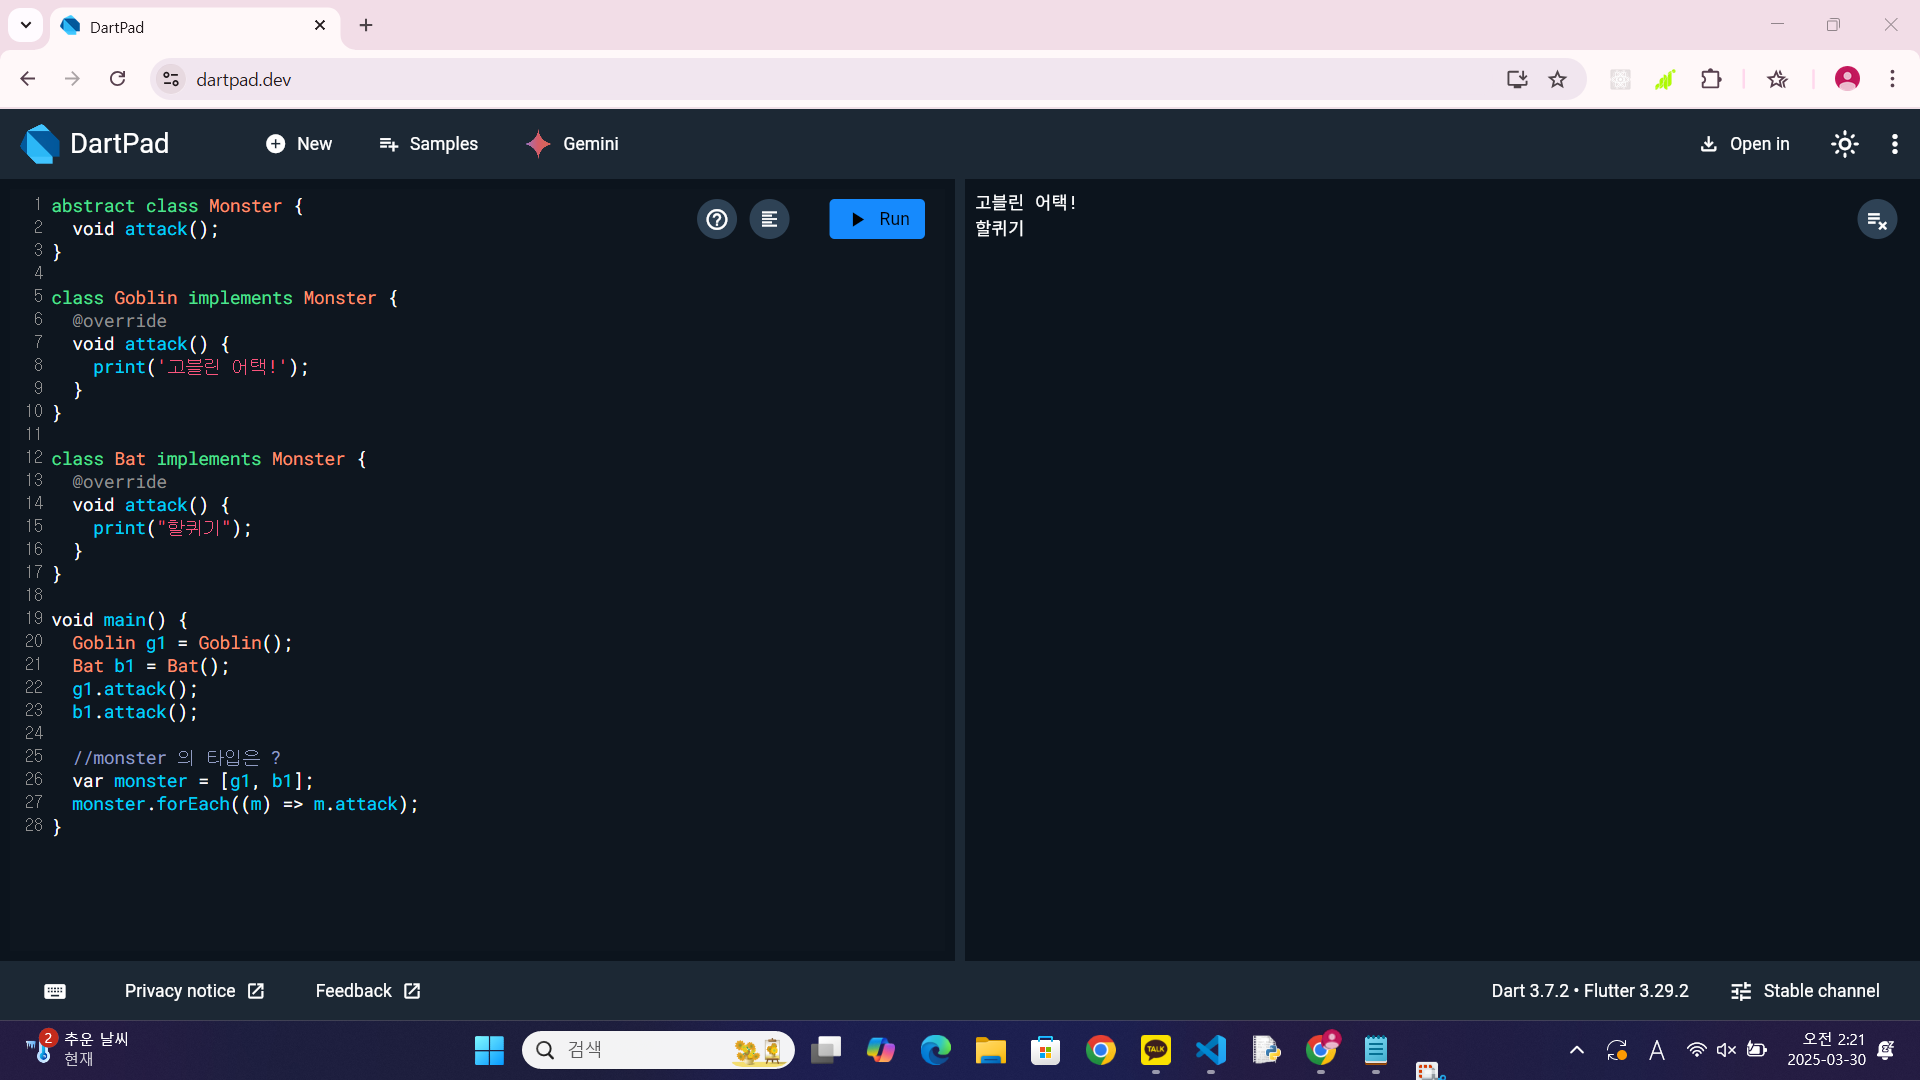 DartPad
dartpad.dev
DartPad
New
Samples
Gemini
Open in
1 abstract class Monster {
2 void attack();
3 }
4
5 class Goblin implements Monster {
6 @override
7 void attack() {
8 print('고블린 어택!');
9 }
10 }
11
12 class Bat implements Monster {
13 @override
14 void attack() {
15 print("할퀴기");
16 }
17 }
18
19 void main() {
20 Goblin g1 = Goblin();
21 Bat b1 = Bat();
22 g1.attack();
23 b1.attack();
24
25 //monster 의 타입은 ?
26 var monster = [g1, b1];
27 monster.forEach((m) => m.attack);
28 }
Run
고블린 어택!
할퀴기
Privacy notice
Feedback
Dart 3.7.2 • Flutter 3.29.2
Stable channel
2
추운 날씨
현재
검색
TALK
A
오전 2:21
2025-03-30